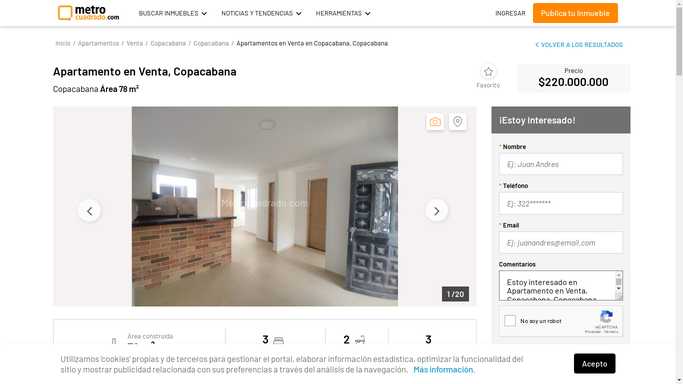 metro
cuadrado.com
BUSCAR INMUEBLES
NOTICIAS Y TENDENCIAS
HERRAMIENTAS
INGRESAR
Publica tu Inmueble
Inicio / Apartamentos / Venta / Copacabana / Copacabana / Apartamentos en Venta en Copacabana, Copacabana
VOLVER A LOS RESULTADOS
Apartamento en Venta, Copacabana
Copacabana Área 78 m²
Favorito
Precio
$220.000.000
Metrocuadrado.com
1 / 20
¡Estoy Interesado!
* Nombre
Ej: Juan Andres
* Teléfono
Ej: 322*******
* Email
Ej: juanandres@email.com
Comentarios
Estoy interesado en
Apartamento en Venta,
Copacabana, Copacabana
No soy un robot
reCAPTCHA
Privacidad - Términos
Área construida
3
2
3
Utilizamos 'cookies' propias y de terceros para gestionar el portal, elaborar información estadística, optimizar la funcionalidad del
sitio y mostrar publicidad relacionada con sus preferencias a través del análisis de la navegación. Más información.
Acepto